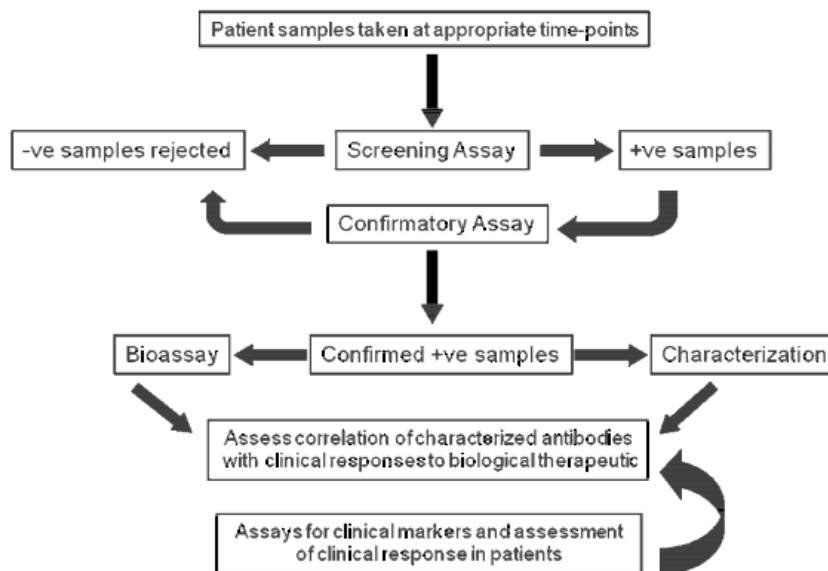 Patient samples taken at appropriate time-points
-ve samples rejected
Screening Assay
+ve samples
Confirmatory Assay
Bioassay
Confirmed +ve samples
Characterization
Assess correlation of characterized antibodies
with clinical responses to biological therapeutic
Assays for clinical markers and assessment
of clinical response in patients